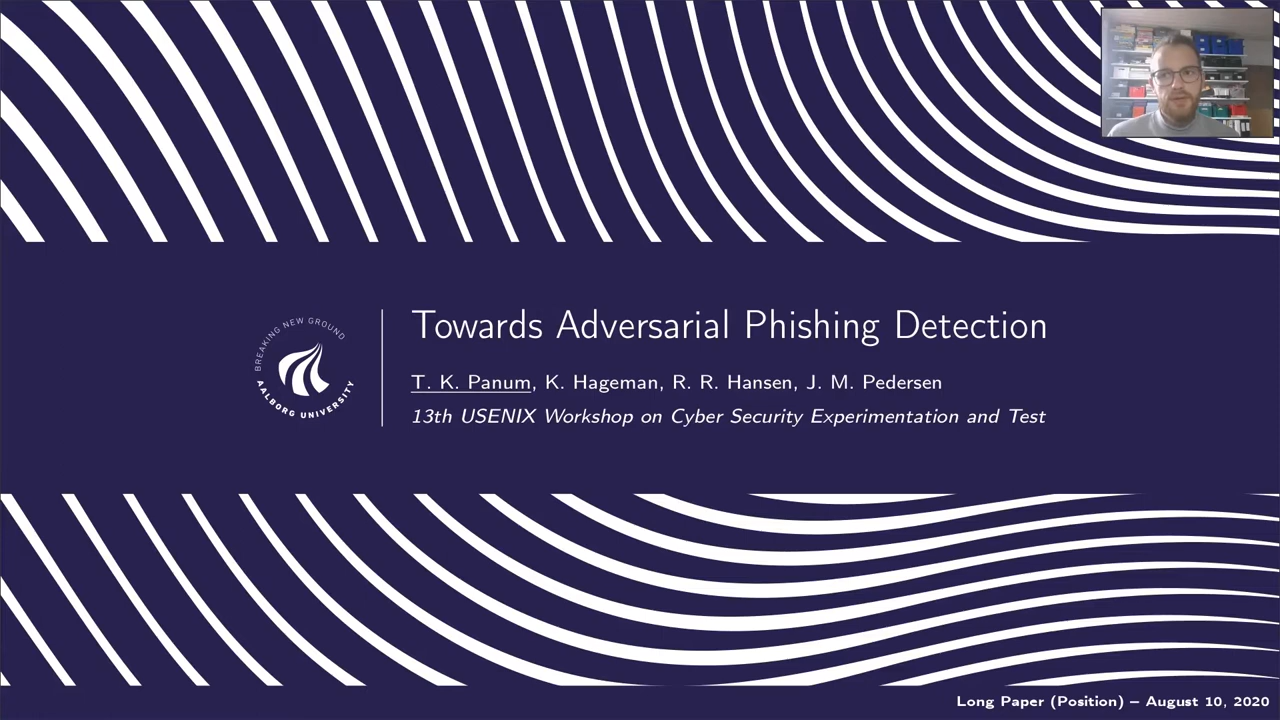 BREAKING NEW GROUND
AALBORG UNIVERSITY
Towards Adversarial Phishing Detection
T. K. Panum, K. Hageman, R. R. Hansen, J. M. Pedersen
13th USENIX Workshop on Cyber Security Experimentation and Test
Long Paper (Position) – August 10, 2020